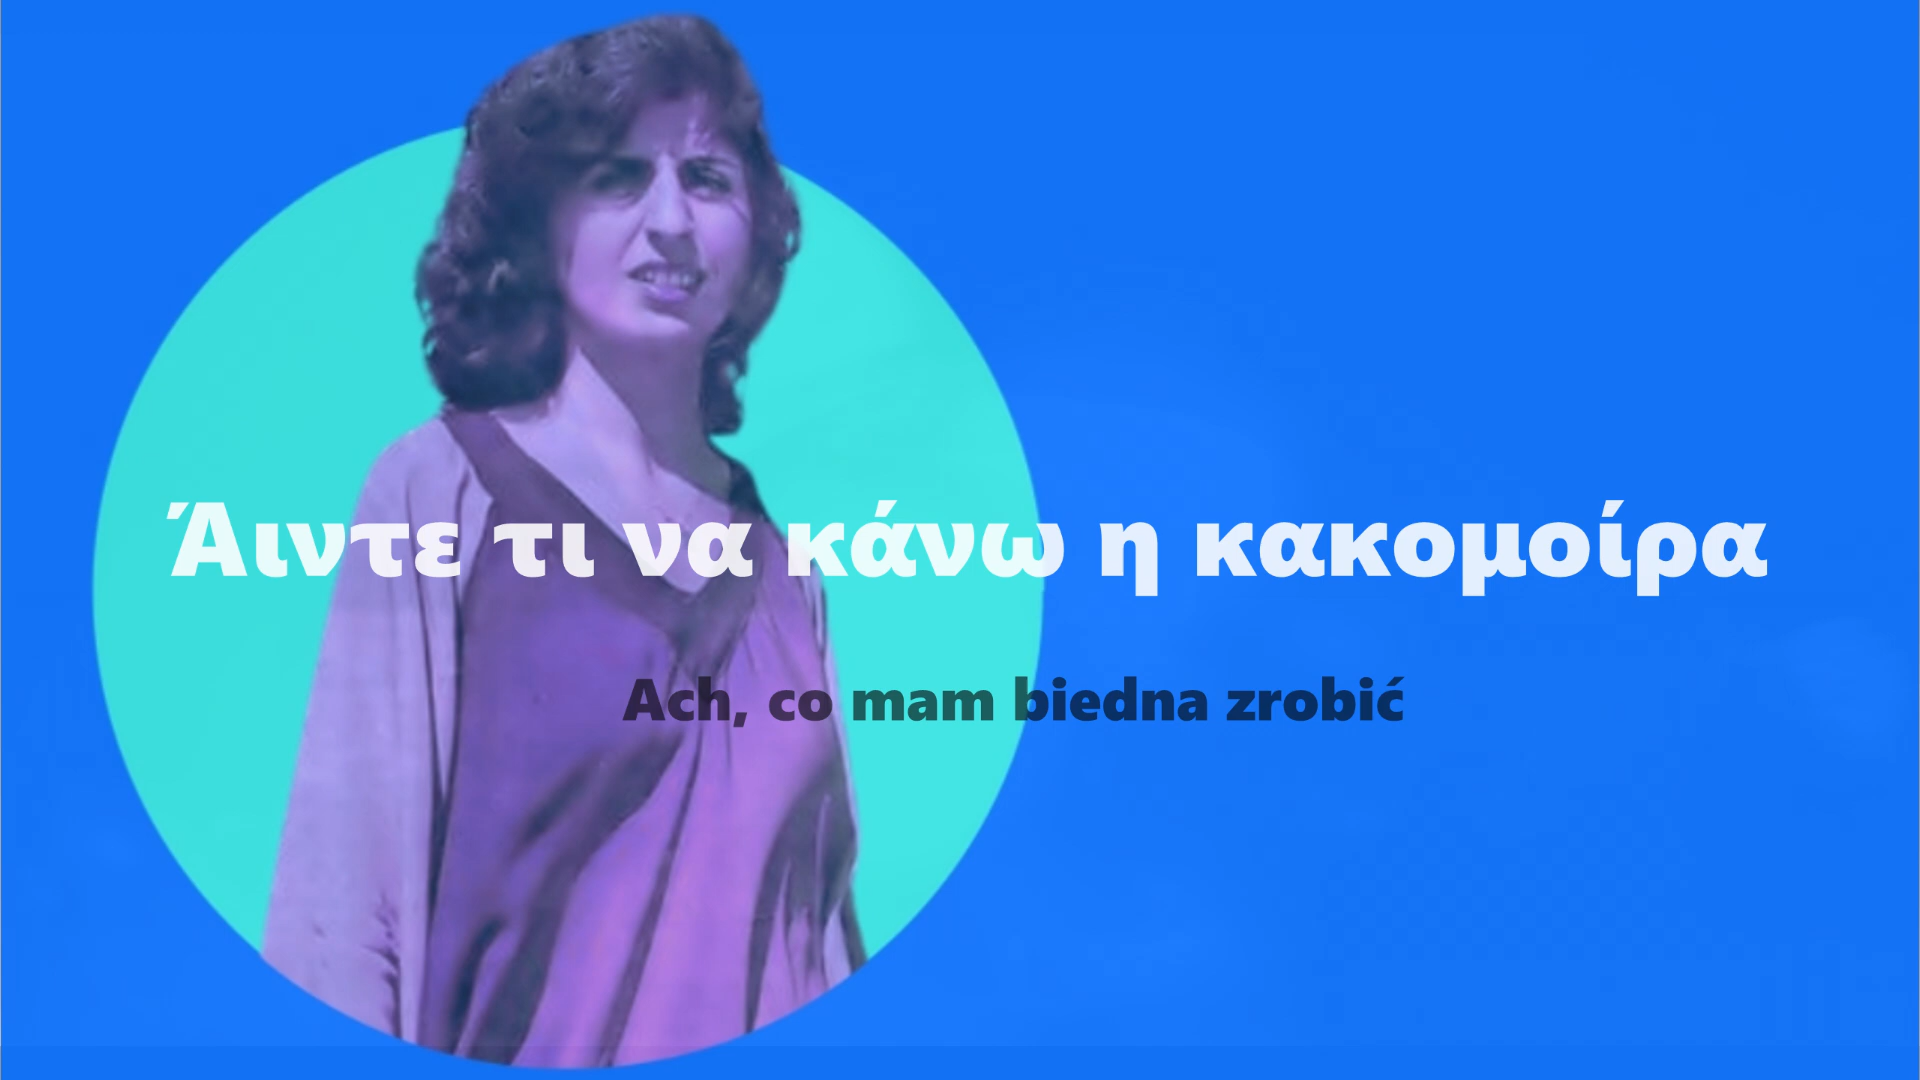 Άιντε τι να κάνω η κακομοίρα
Ach, co mam biedna zrobić